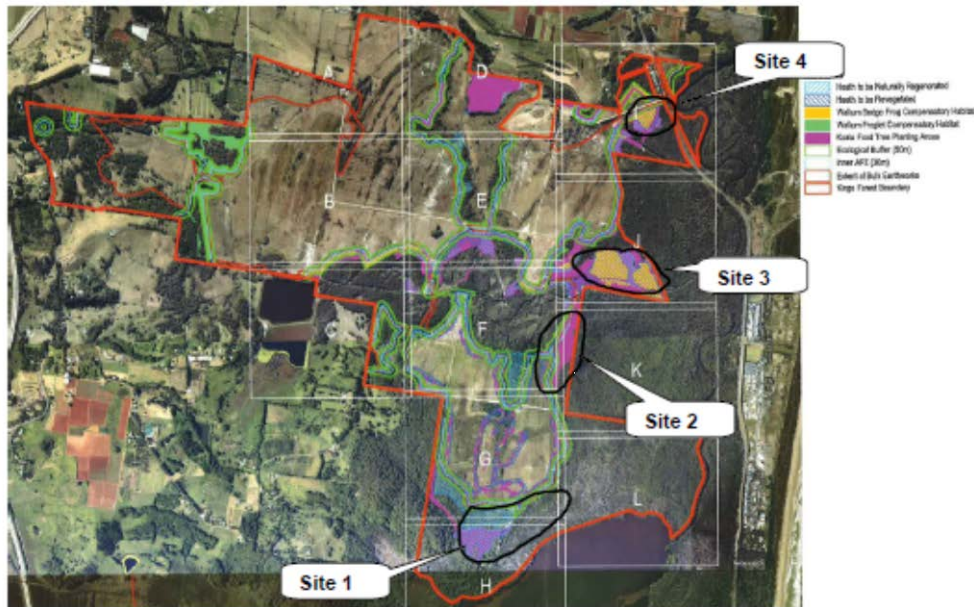 A
D
Site 4
Heath to be Naturally Regenerated
Heath to be Revegetated
Wallum Sedge Frog Compensatory Habitat
Wallum Froglet Compensatory Habitat
Koala Food Tree Planting Areas
Ecological Buffer (50m)
Inner APZ (30m)
Extent of Bulk Earthworks
Kings Forest Boundary
B
E
Site 3
C
F
K
Site 2
G
L
Site 1
H